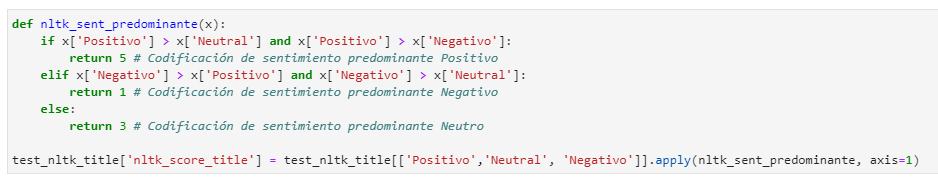 def nltk_sent_predominante(x):
    if x['Positivo'] > x['Neutral'] and x['Positivo'] > x['Negativo']:
        return 5 # Codificación de sentimiento predominante Positivo
    elif x['Negativo'] > x['Positivo'] and x['Negativo'] > x['Neutral']:
        return 1 # Codificación de sentimiento predominante Negativo
    else:
        return 3 # Codificación de sentimiento predominante Neutro

test_nltk_title['nltk_score_title'] = test_nltk_title[['Positivo','Neutral', 'Negativo']].apply(nltk_sent_predominante, axis=1)